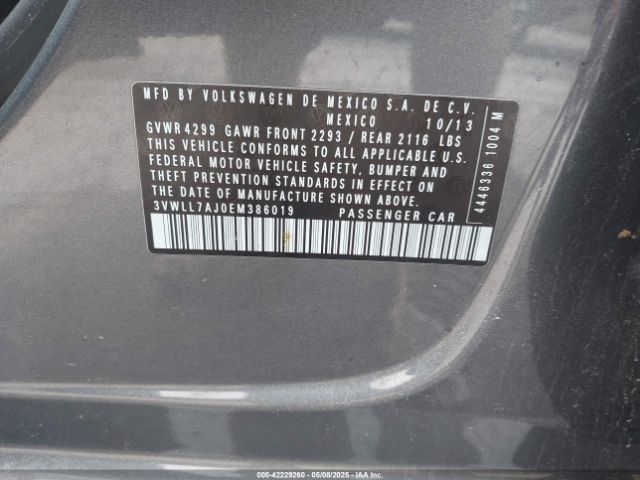 MFD BY VOLKSWAGEN DE MEXICO S.A. DE C.V.
MEXICO 10/13
GVWR 4299 GAWR FRONT 2293 / REAR 2116 LBS
THIS VEHICLE CONFORMS TO ALL APPLICABLE U.S.
FEDERAL MOTOR VEHICLE SAFETY, BUMPER AND
THEFT PREVENTION STANDARDS IN EFFECT ON
THE DATE OF MANUFACTURE SHOWN ABOVE
3VWLL7AJ0EM386019 PASSENGER CAR
4446336 1004 M
000-42229260 - 05/08/2025 - IAAI.COM